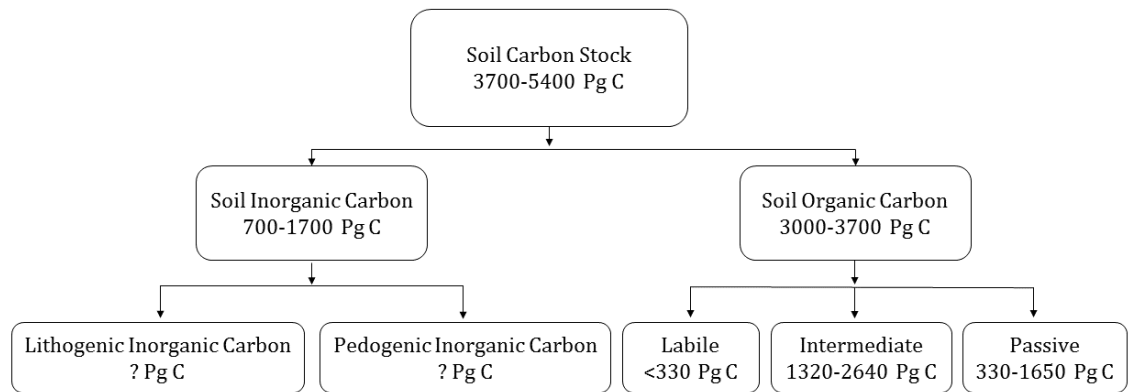 Soil Carbon Stock
3700-5400 Pg C
Soil Inorganic Carbon
700-1700 Pg C
Soil Organic Carbon
3000-3700 Pg C
Lithogenic Inorganic Carbon
? Pg C
Pedogenic Inorganic Carbon
? Pg C
Labile
<330 Pg C
Intermediate
1320-2640 Pg C
Passive
330-1650 Pg C